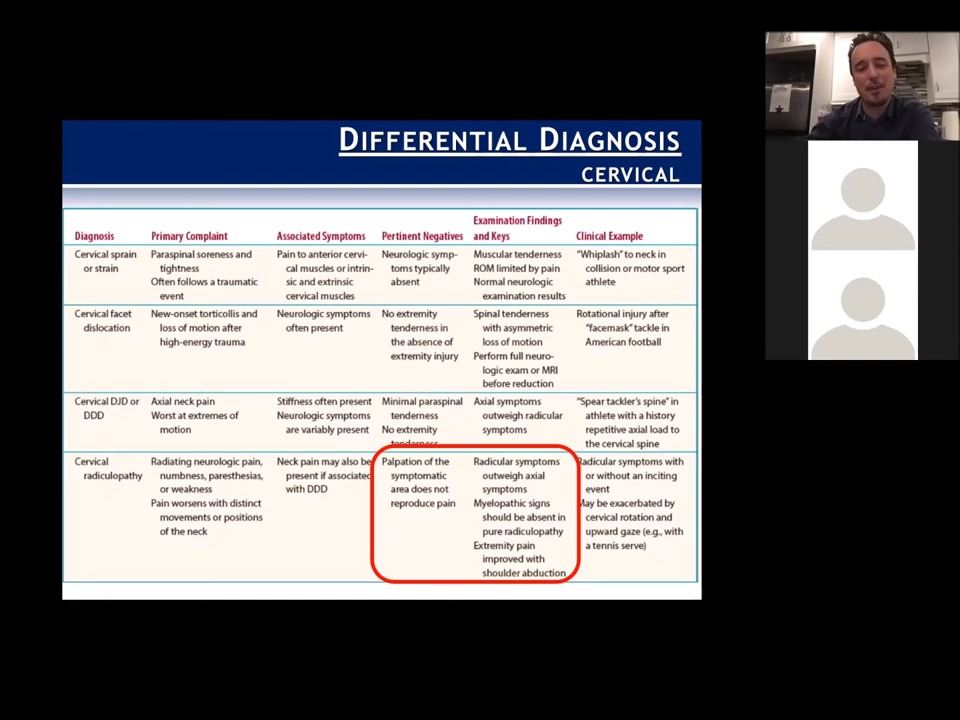 DIFFERENTIAL DIAGNOSIS
CERVICAL
Examination Findings
Diagnosis Primary Complaint Associated Symptoms Pertinent Negatives and Keys Clinical Example
Cervical sprain Paraspinal soreness and Pain to anterior cervi- Neurologic symp- Muscular tenderness "Whiplash" to neck in
or strain tightness cal muscles or intrin- toms typically ROM limited by pain collision or motor sport
Often follows a traumatic sic and extrinsic absent Normal neurologic athlete
event cervical muscles examination results
Cervical facet New-onset torticollis and Neurologic symptoms No extremity Spinal tenderness Rotational injury after
dislocation loss of motion after often present tenderness in with asymmetric "facemask" tackle in
high-energy trauma the absence of loss of motion American football
extremity injury Perform full neuro-
logic exam or MRI
before reduction
Cervical DJD or Axial neck pain Stiffness often present Minimal paraspinal Axial symptoms "Spear tackler's spine" in
DDD Worst at extremes of Neurologic symptoms tenderness outweigh radicular athlete with a history
motion are variably present No extremity symptoms repetitive axial load to
tenderness the cervical spine
Cervical Radiating neurologic pain, Neck pain may also be Palpation of the Radicular symptoms Radicular symptoms with
radiculopathy numbness, paresthesias, present if associated symptomatic outweigh axial or without an inciting
or weakness with DDD area does not symptoms event
Pain worsens with distinct reproduce pain Myelopathic signs May be exacerbated by
movements or positions should be absent in cervical rotation and
of the neck pure radiculopathy upward gaze (e.g., with
Extremity pain a tennis serve)
improved with
shoulder abduction